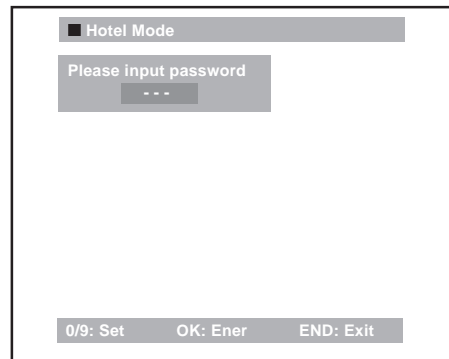 ■ Hotel Mode
Please input password
- - -
0/9: Set OK: Ener END: Exit